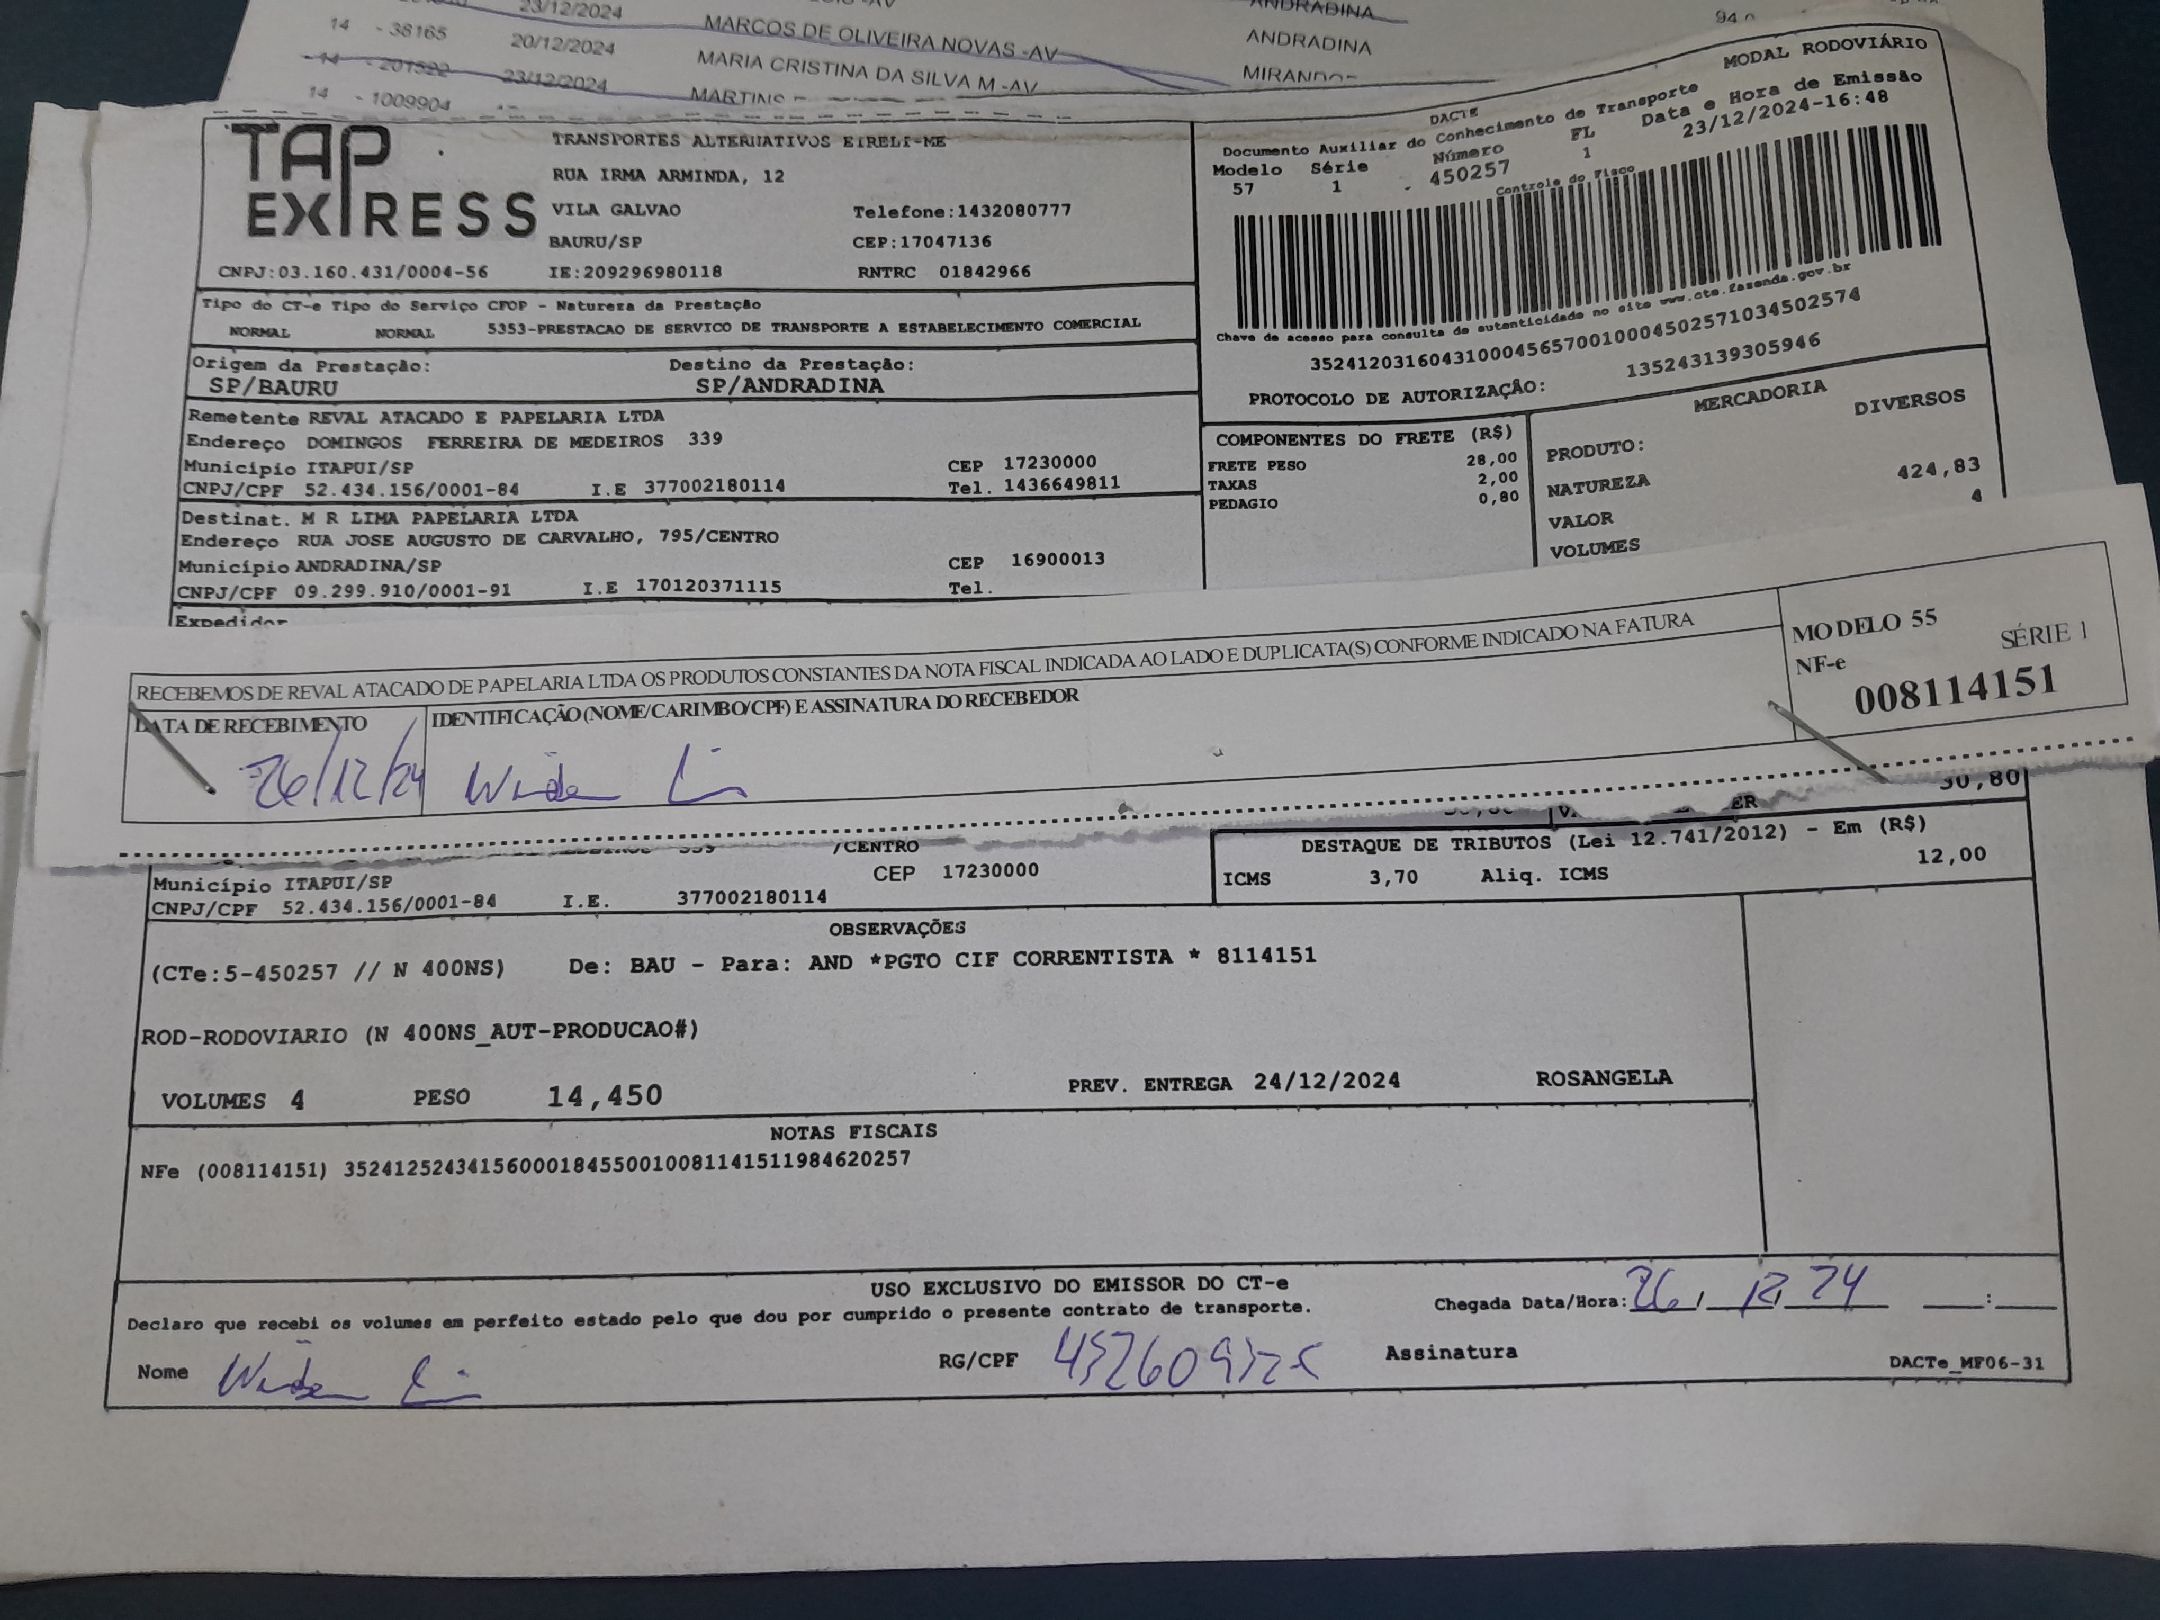 23/12/2024 ANDRADINA
14 - 38165 20/12/2024 MARCOS DE OLIVEIRA NOVAS -AV ANDRADINA
14 - 201522 23/12/2024 MARIA CRISTINA DA SILVA M -AV
14 - 1009904
TAP EXPRESS
TRANSPORTES ALTERNATIVOS EIRELI-ME
RUA IRMA ARMINDA, 12
VILA GALVAO Telefone:1432080777
BAURU/SP CEP:17047136
CNPJ:03.160.431/0004-56 IE:209296980118 RNTRC 01842966
MODAL RODOVIÁRIO
DACTE
Documento Auxiliar do Conhecimento de Transporte
Data e Hora de Emissão
Modelo Série Número FL
57 1 450257 1 23/12/2024-16:48
Controle do Fisco
Chave de acesso para consulta de autenticidade no site www.cte.fazenda.gov.br
35241203160431000456570010004502571034502574
PROTOCOLO DE AUTORIZAÇÃO: 135243139305946
Tipo do CT-e Tipo do Serviço CFOP - Natureza da Prestação
NORMAL NORMAL 5353-PRESTACAO DE SERVICO DE TRANSPORTE A ESTABELECIMENTO COMERCIAL
Origem da Prestação: Destino da Prestação:
SP/BAURU SP/ANDRADINA
Remetente REVAL ATACADO E PAPELARIA LTDA
Endereço DOMINGOS FERREIRA DE MEDEIROS 339
Município ITAPUI/SP CEP 17230000
CNPJ/CPF 52.434.156/0001-84 I.E 377002180114 Tel. 1436649811
Destinat. M R LIMA PAPELARIA LTDA
Endereço RUA JOSE AUGUSTO DE CARVALHO, 795/CENTRO
Município ANDRADINA/SP CEP 16900013
CNPJ/CPF 09.299.910/0001-91 I.E 170120371115 Tel.
Expedidor
COMPONENTES DO FRETE (R$)
FRETE PESO 28,00
TAXAS 2,00
PEDAGIO 0,80
MERCADORIA
PRODUTO: DIVERSOS
NATUREZA
VALOR 424,83
VOLUMES 4
RECEBEMOS DE REVAL ATACADO DE PAPELARIA LTDA OS PRODUTOS CONSTANTES DA NOTA FISCAL INDICADA AO LADO E DUPLICATA(S) CONFORME INDICADO NA FATURA
DATA DE RECEBIMENTO IDENTIFICAÇÃO (NOME/CARIMBO/CPF) E ASSINATURA DO RECEBEDOR
26/12/24
MODELO 55
SÉRIE 1
NF-e
008114151
30,80
/CENTRO
Município ITAPUI/SP CEP 17230000
CNPJ/CPF 52.434.156/0001-84 I.E. 377002180114
DESTAQUE DE TRIBUTOS (Lei 12.741/2012) - Em (R$)
ICMS 3,70 Aliq. ICMS 12,00
OBSERVAÇÕES
(CTe:5-450257 // N 400NS) De: BAU - Para: AND *PGTO CIF CORRENTISTA * 8114151
ROD-RODOVIARIO (N 400NS_AUT-PRODUCAO#)
VOLUMES 4 PESO 14,450 PREV. ENTREGA 24/12/2024 ROSANGELA
NOTAS FISCAIS
NFe (008114151) 35241252434156000184550010081141511984620257
USO EXCLUSIVO DO EMISSOR DO CT-e
Declaro que recebi os volumes em perfeito estado pelo que dou por cumprido o presente contrato de transporte. Chegada Data/Hora: 26/12/24 :
Nome RG/CPF Assinatura
DACTe_MF06-31